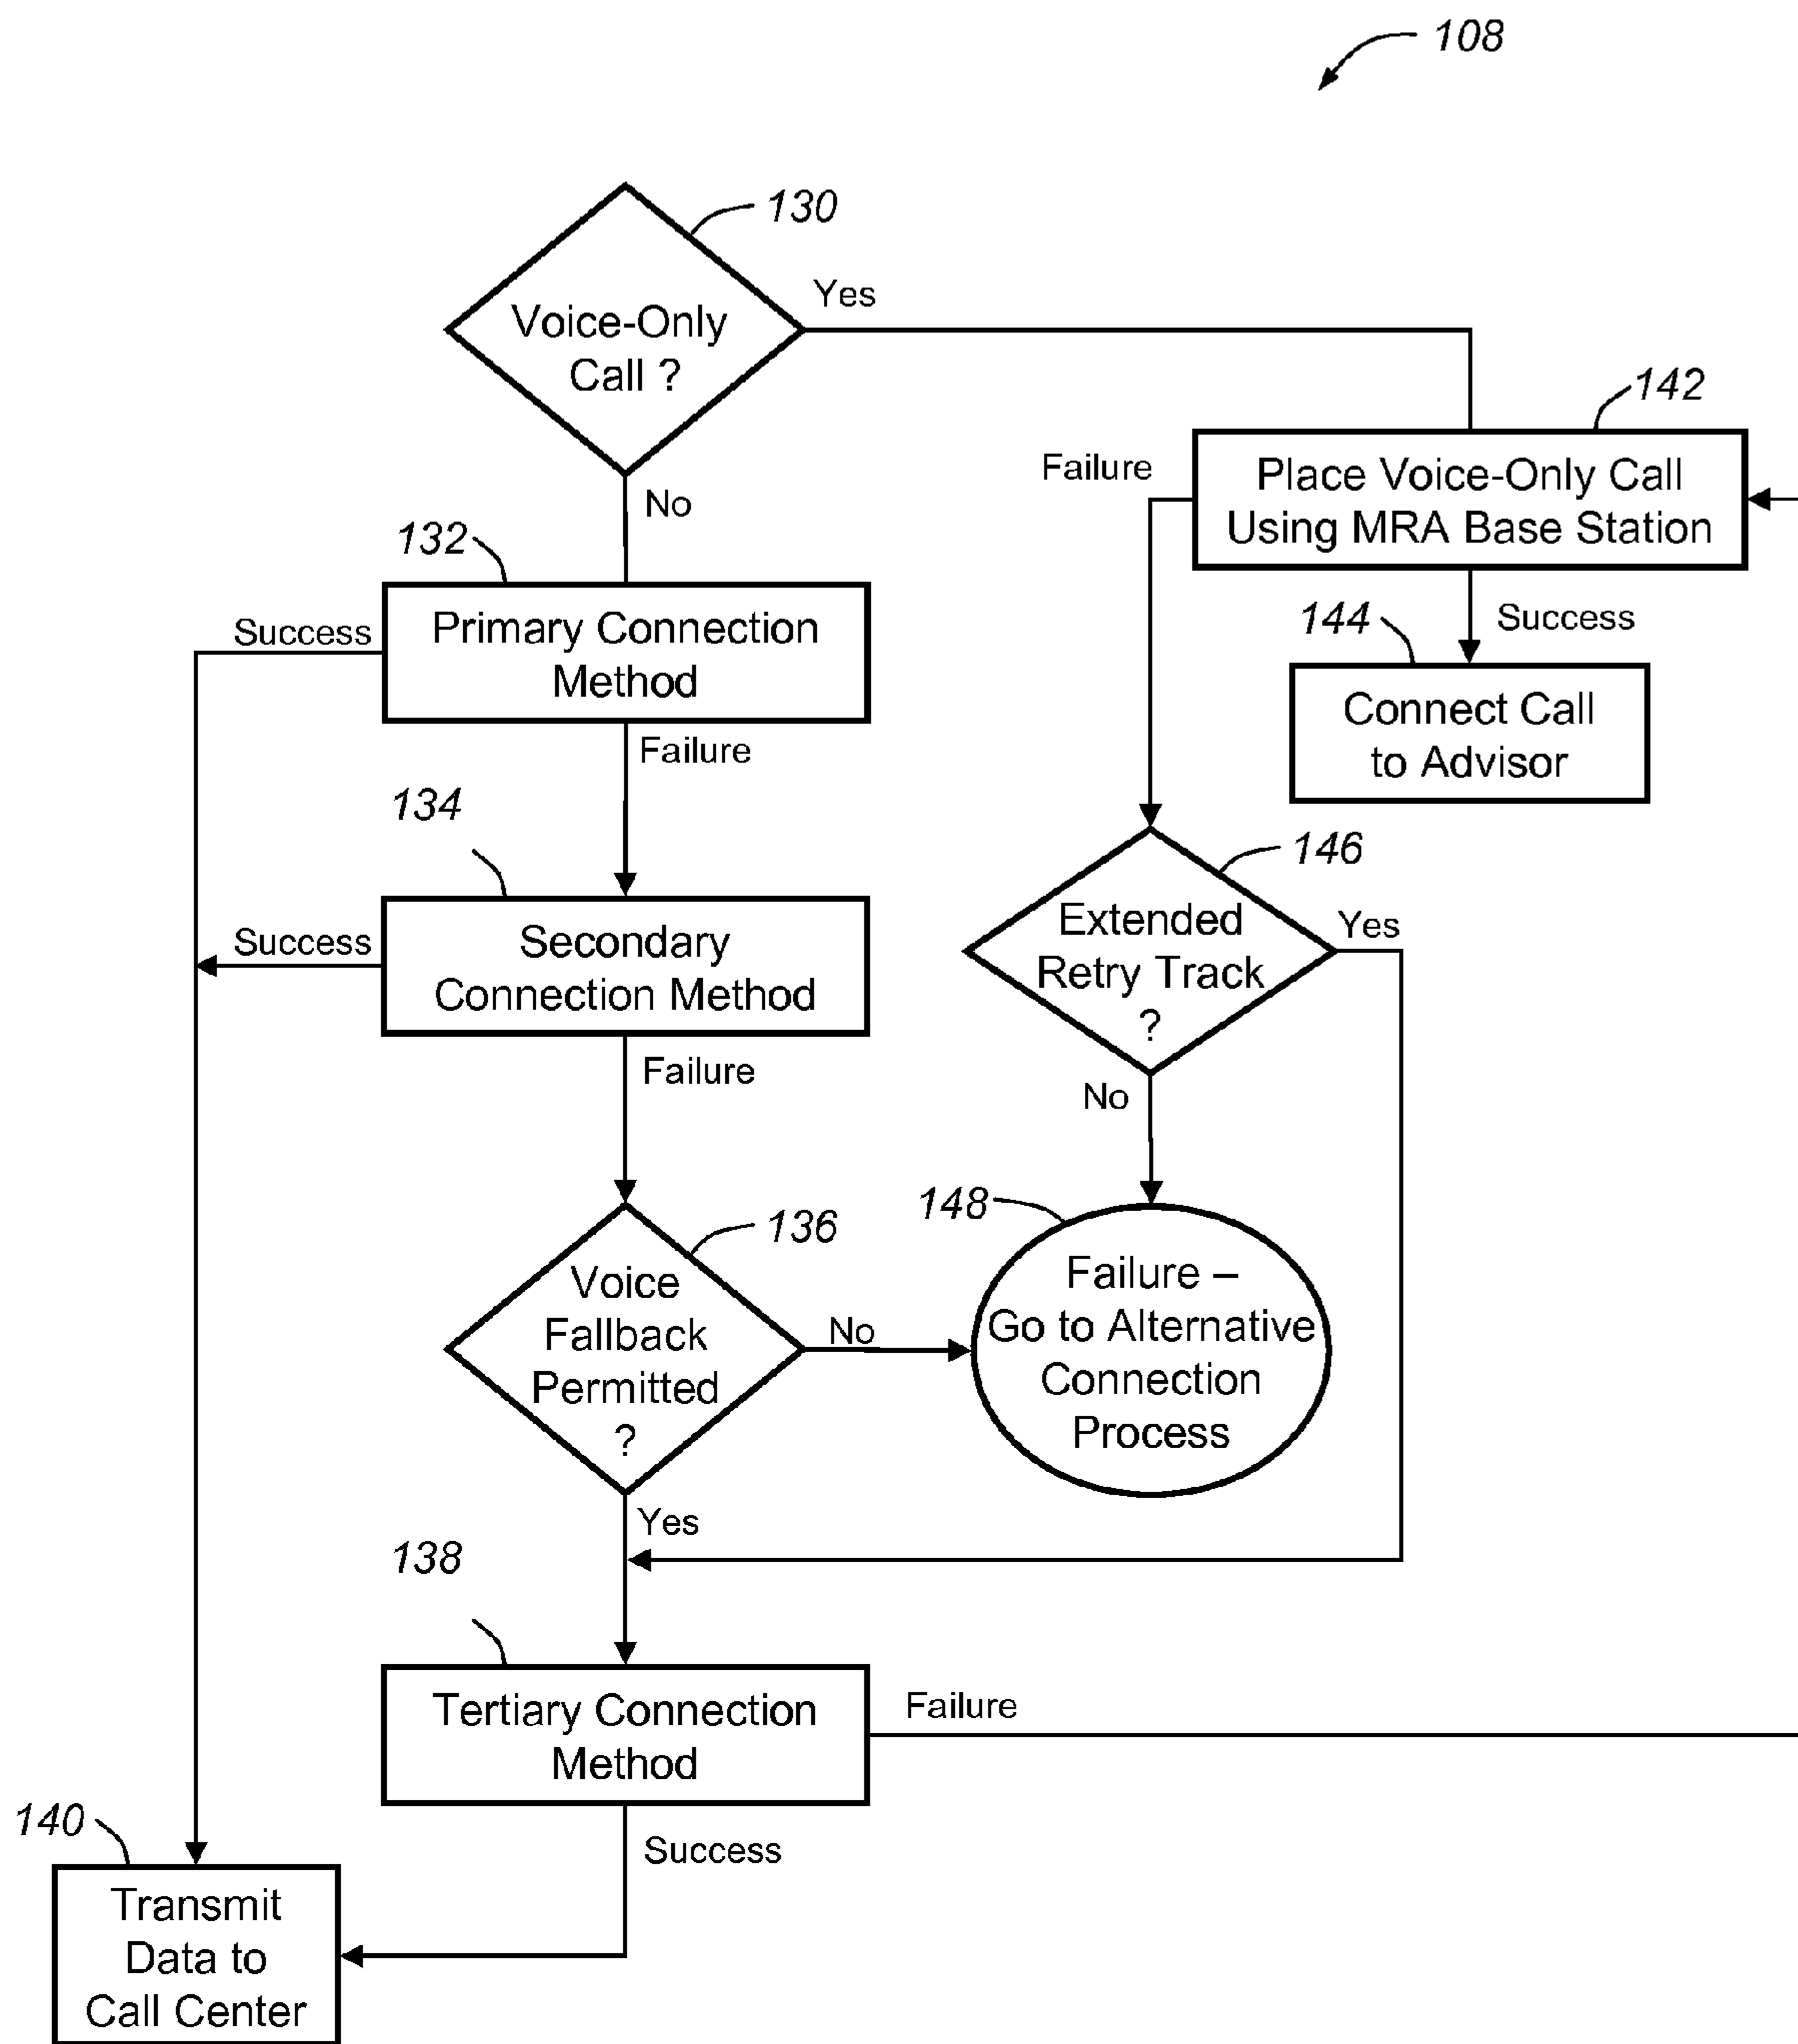 108
130
Voice-Only
Call ?
Yes
No
142
Place Voice-Only Call
Using MRA Base Station
Failure
Success
132
Primary Connection
Method
Success
Failure
144
Connect Call
to Advisor
134
Secondary
Connection Method
Success
Failure
146
Extended
Retry Track
?
Yes
No
136
Voice
Fallback
Permitted
?
No
Yes
148
Failure –
Go to Alternative
Connection
Process
138
Tertiary Connection
Method
Failure
Success
140
Transmit
Data to
Call Center